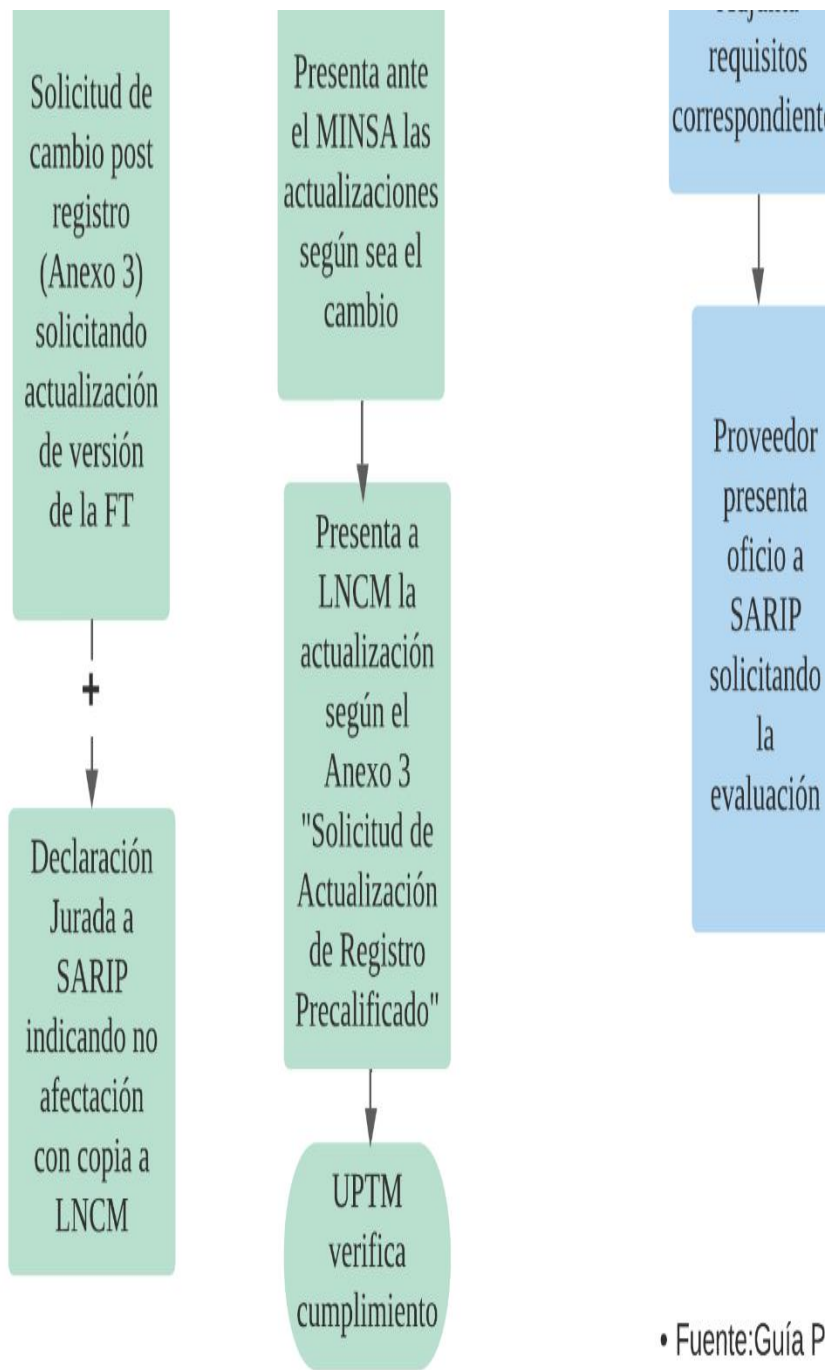 Solicitud de
cambio post
registro
(Anexo 3)
solicitando
actualización
de versión
de la FT
+
Declaración
Jurada a
SARIP
indicando no
afectación
con copia a
LNCM
Presenta ante
el MINSA las
actualizaciones
según sea el
cambio
Presenta a
LNCM la
actualización
según el
Anexo 3
"Solicitud de
Actualización
de Registro
Precalificado"
UPTM
verifica
cumplimiento
requisitos
correspondiente
Proveedor
presenta
oficio a
SARIP
solicitando
la
evaluación
• Fuente:Guía P